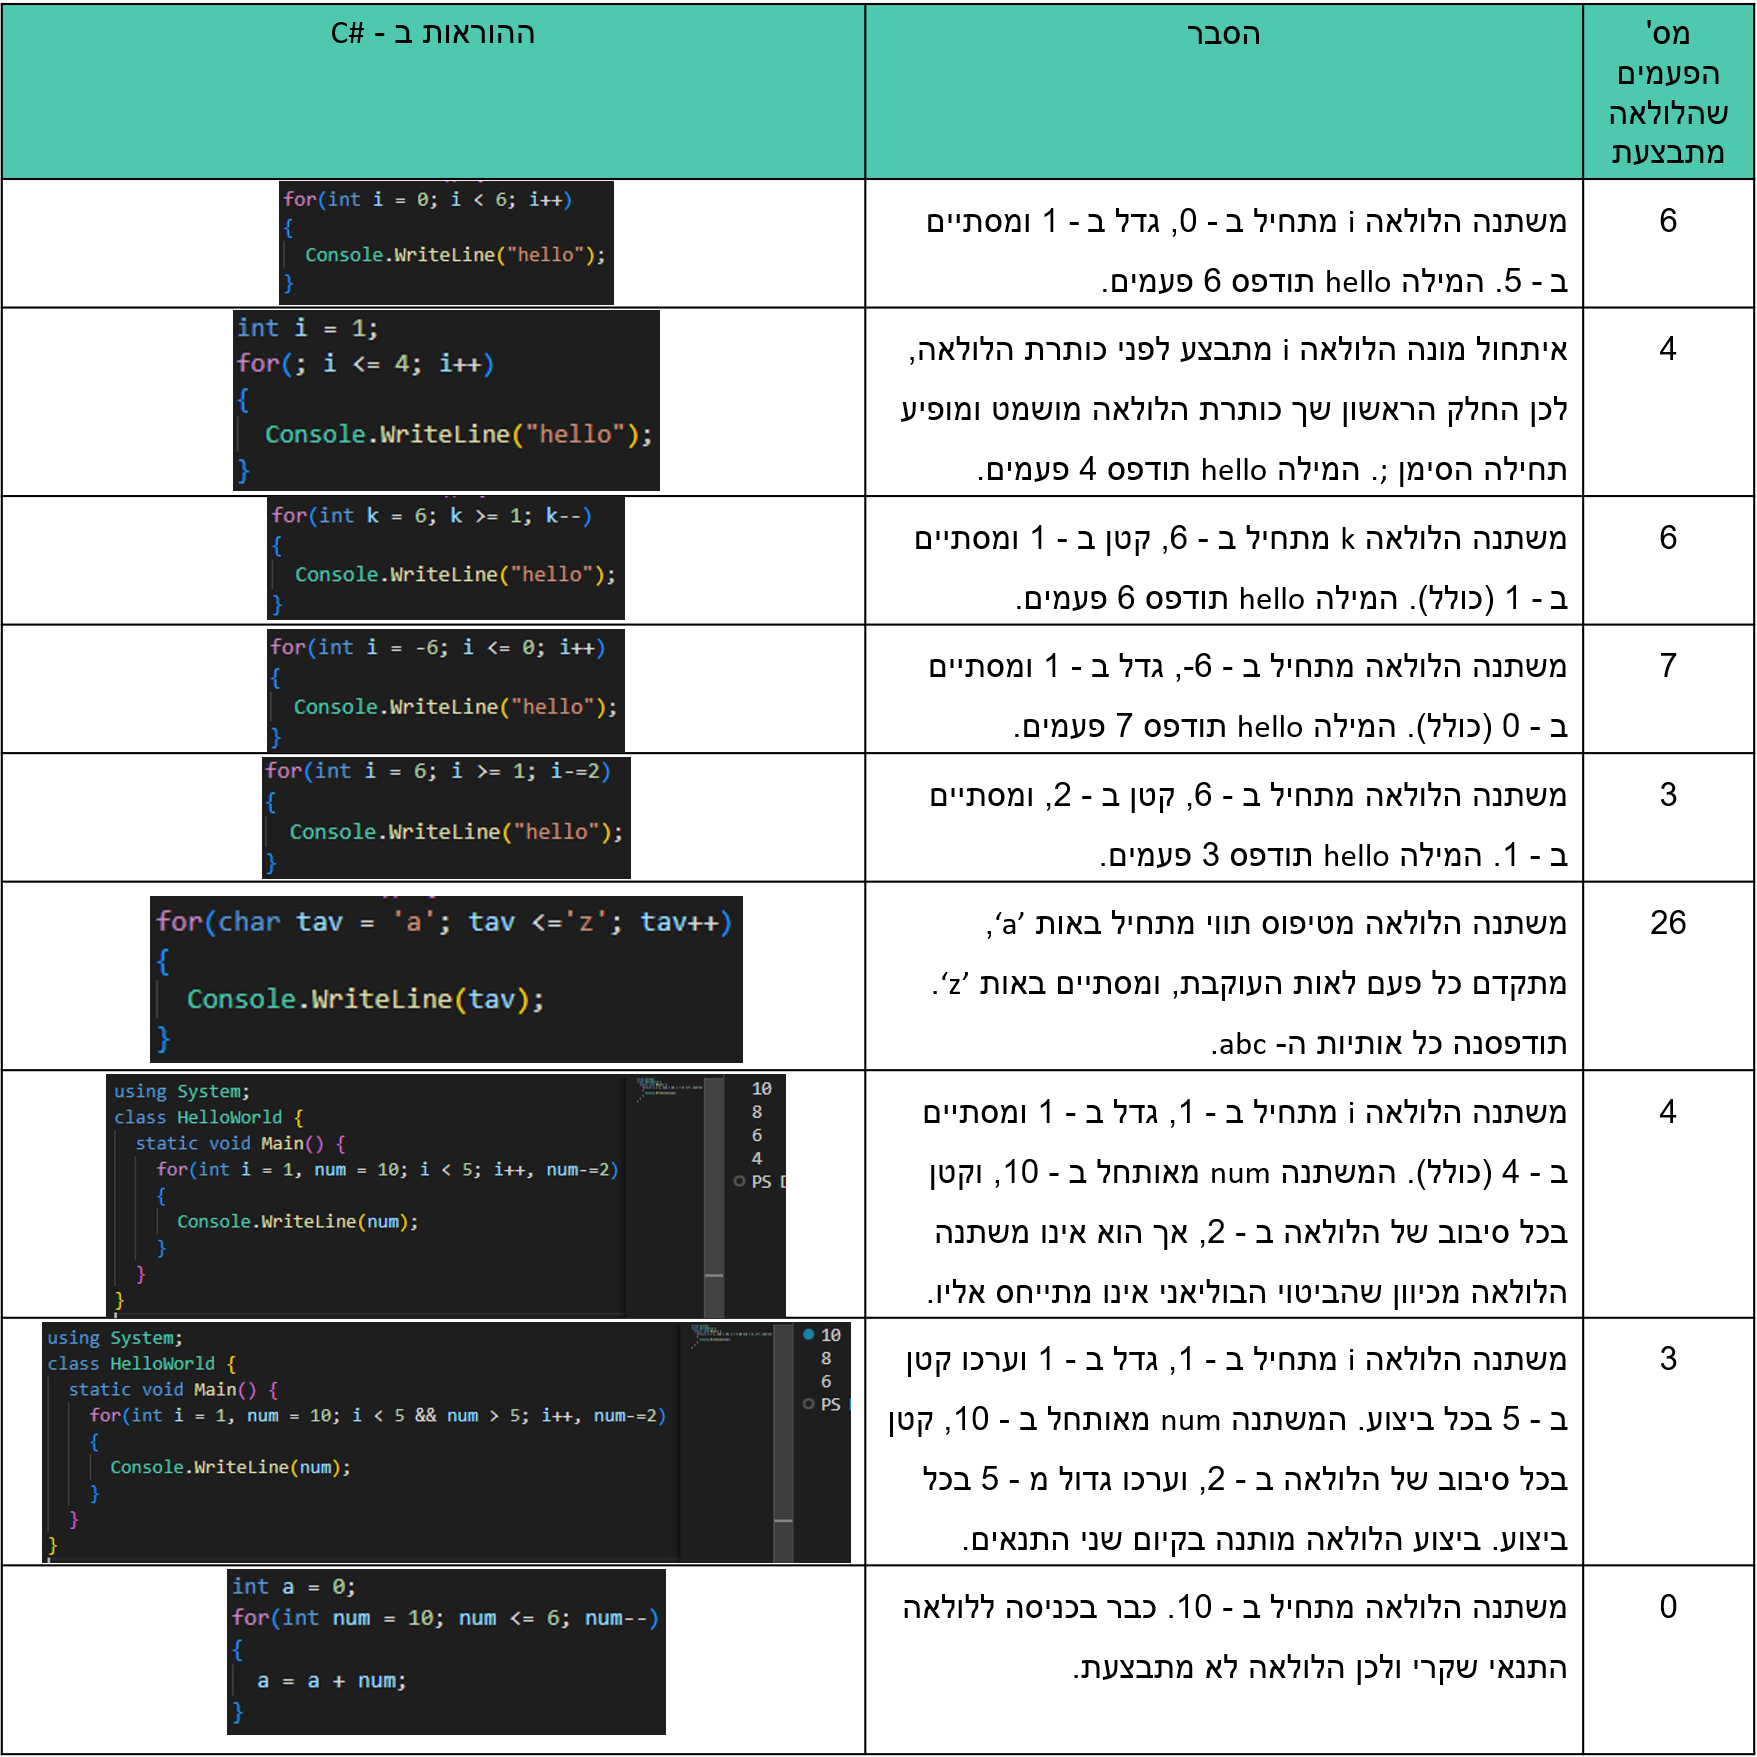 מס'
הפעמים
שהלולאה
מתבצעת
הסבר
ההוראות ב - C#
6
משתנה הלולאה i מתחיל ב - 0, גדל ב - 1 ומסתיים
ב - 5. המילה hello תודפס 6 פעמים.
for(int i = 0; i < 6; i++)
{
Console.WriteLine("hello");
}
4
איתחול מונה הלולאה i מתבצע לפני כותרת הלולאה,
לכן החלק הראשון שך כותרת הלולאה מושמט ומופיע
תחילה הסימן ;. המילה hello תודפס 4 פעמים.
int i = 1;
for(; i <= 4; i++)
{
Console.WriteLine("hello");
}
6
משתנה הלולאה k מתחיל ב - 6, קטן ב - 1 ומסתיים
ב - 1 (כולל). המילה hello תודפס 6 פעמים.
for(int k = 6; k >= 1; k--)
{
Console.WriteLine("hello");
}
7
משתנה הלולאה מתחיל ב - 6-, גדל ב - 1 ומסתיים
ב - 0 (כולל). המילה hello תודפס 7 פעמים.
for(int i = -6; i <= 0; i++)
{
Console.WriteLine("hello");
}
3
משתנה הלולאה מתחיל ב - 6, קטן ב - 2, ומסתיים
ב - 1. המילה hello תודפס 3 פעמים.
for(int i = 6; i >= 1; i-=2)
{
Console.WriteLine("hello");
}
26
משתנה הלולאה מטיפוס תווי מתחיל באות ’a‘,
מתקדם כל פעם לאות העוקבת, ומסתיים באות ’z‘.
תודפסנה כל אותיות ה- abc.
for(char tav = 'a'; tav <='z'; tav++)
{
Console.WriteLine(tav);
}
4
משתנה הלולאה i מתחיל ב - 1, גדל ב - 1 ומסתיים
ב - 4 (כולל). המשתנה num מאותחל ב - 10, וקטן
בכל סיבוב של הלולאה ב - 2, אך הוא אינו משתנה
הלולאה מכיוון שהביטוי הבוליאני אינו מתייחס אליו.
using System;
class HelloWorld {
static void Main() {
for(int i = 1, num = 10; i < 5; i++, num-=2)
{
Console.WriteLine(num);
}
}
}
10
8
6
4
PS
3
משתנה הלולאה i מתחיל ב - 1, גדל ב - 1 וערכו קטן
ב - 5 בכל ביצוע. המשתנה num מאותחל ב - 10, קטן
בכל סיבוב של הלולאה ב - 2, וערכו גדול מ - 5 בכל
ביצוע. ביצוע הלולאה מותנה בקיום שני התנאים.
using System;
class HelloWorld {
static void Main() {
for(int i = 1, num = 10; i < 5 && num > 5; i++, num-=2)
{
Console.WriteLine(num);
}
}
}
10
8
6
PS
0
משתנה הלולאה מתחיל ב - 10. כבר בכניסה ללולאה
התנאי שקרי ולכן הלולאה לא מתבצעת.
int a = 0;
for(int num = 10; num <= 6; num--)
{
a = a + num;
}